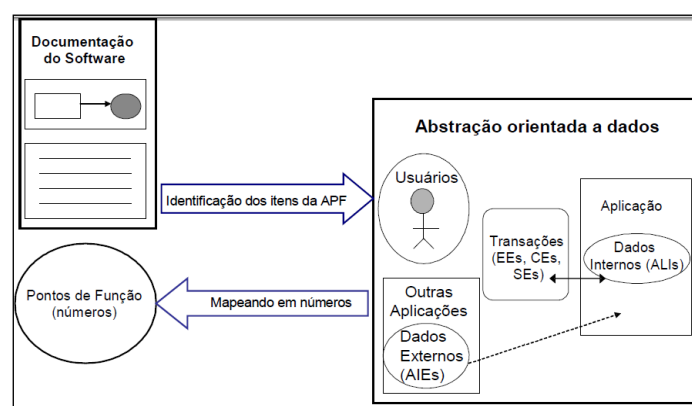 Documentação
do Software
Identificação dos itens da APF
Pontos de Função
(números)
Mapeando em números
Abstração orientada a dados
Usuários
Transações
(EEs, CEs,
SEs)
Aplicação
Dados
Internos (ALIs)
Outras
Aplicações
Dados
Externos
(AIEs)